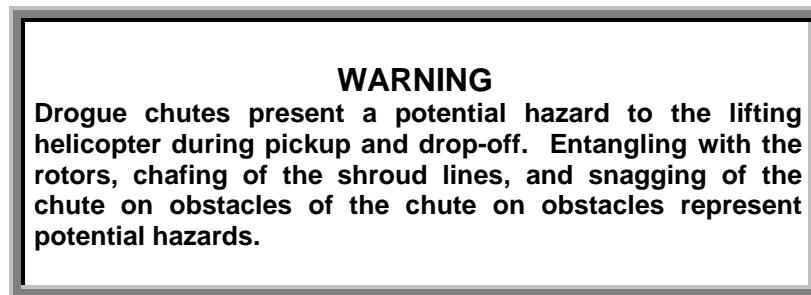 WARNING
Drogue chutes present a potential hazard to the lifting
helicopter during pickup and drop-off. Entangling with the
rotors, chafing of the shroud lines, and snagging of the
chute on obstacles of the chute on obstacles represent
potential hazards.